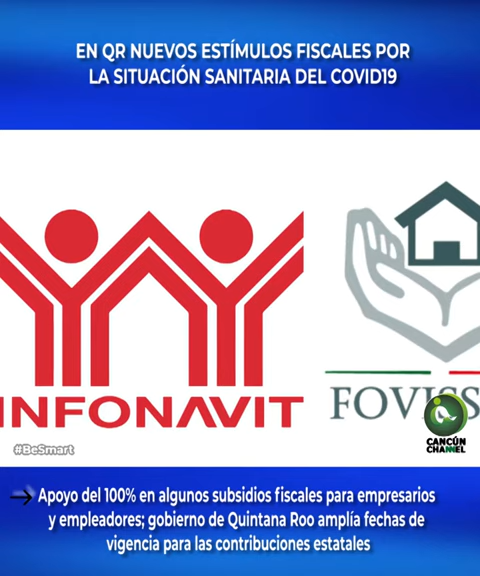 EN QR NUEVOS ESTÍMULOS FISCALES POR
LA SITUACIÓN SANITARIA DEL COVID19
INFONAVIT
FOVISS
#BeSmart
CANCÚN
CHANNEL
Apoyo del 100% en algunos subsidios fiscales para empresarios
y empleadores; gobierno de Quintana Roo amplía fechas de
vigencia para las contribuciones estatales